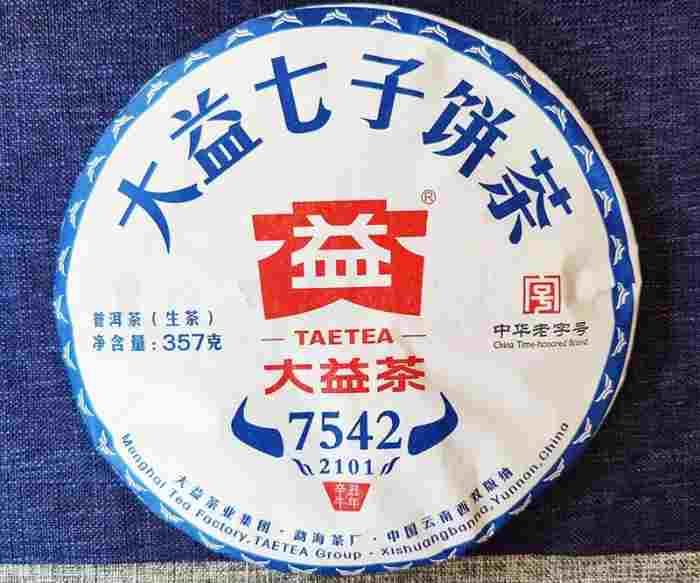 大益七子饼茶
益
®
TAETEA
大益茶
普洱茶（生茶）
净含量：357克
中华老字号
China Time-honored Brand
7542
2101
辛丑
牛年
大益茶业集团·勐海茶厂·中国云南西双版纳
Menghai Tea Factory,TAETEA Group · Xishuangbanna,Yunnan,China